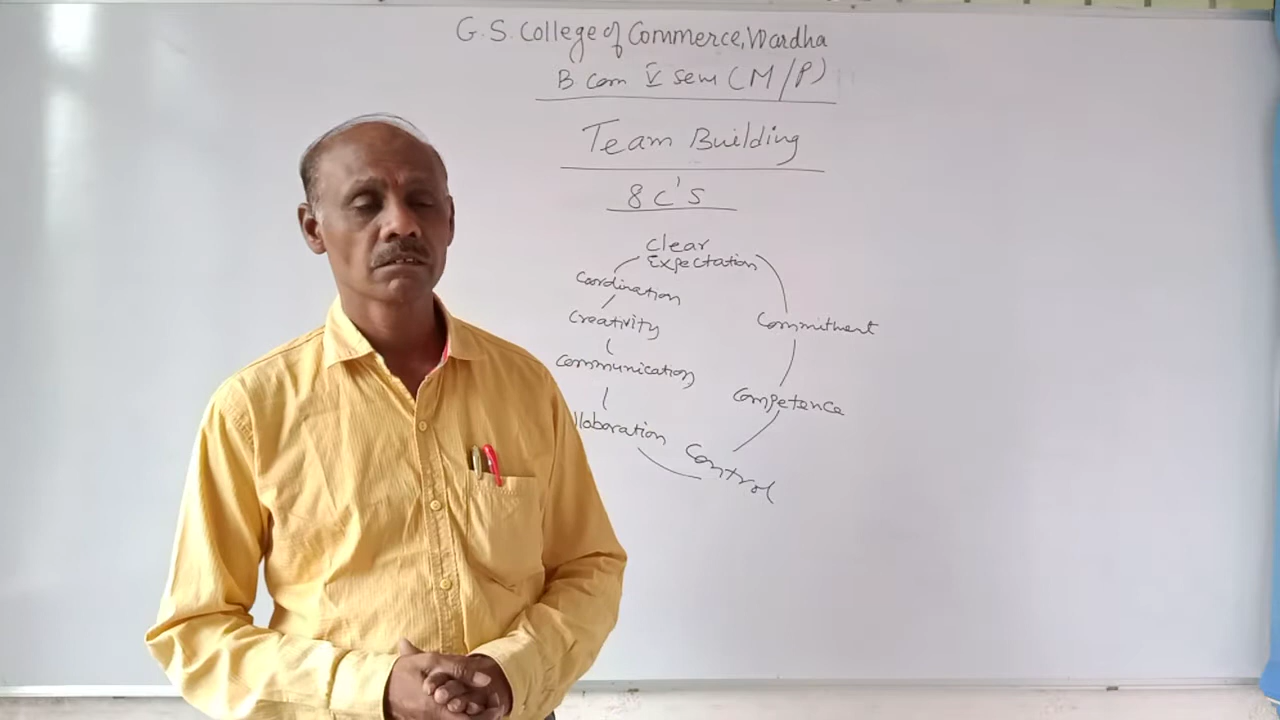 G. S. College of Commerce, Wardha
B. Com V sem (M/P)
Team Building
8 C's
Clear
Expectation
Coordination
Creativity
Commitment
Communication
Competence
llaboration
Control